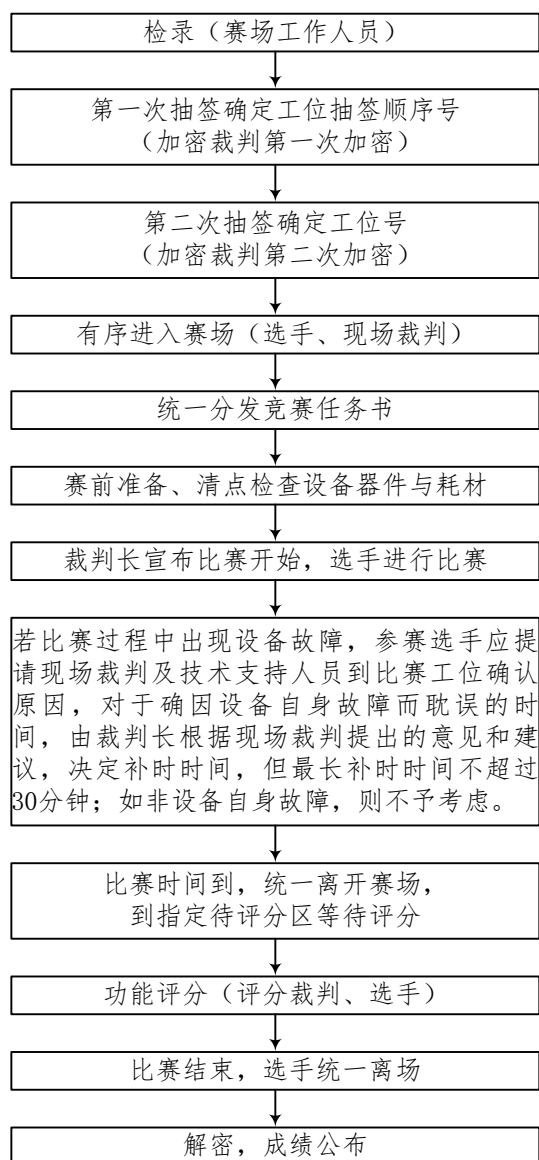 检录（赛场工作人员）
第一次抽签确定工位抽签顺序号
（加密裁判第一次加密）
第二次抽签确定工位号
（加密裁判第二次加密）
有序进入赛场（选手、现场裁判）
统一分发竞赛任务书
赛前准备、清点检查设备器件与耗材
裁判长宣布比赛开始，选手进行比赛
若比赛过程中出现设备故障，参赛选手应提
请现场裁判及技术支持人员到比赛工位确认
原因，对于确因设备自身故障而耽误的时
间，由裁判长根据现场裁判提出的意见和建
议，决定补时时间，但最长补时时间不超过
30分钟；如非设备自身故障，则不予考虑。
比赛时间到，统一离开赛场，
到指定待评分区等待评分
功能评分（评分裁判、选手）
比赛结束，选手统一离场
解密，成绩公布